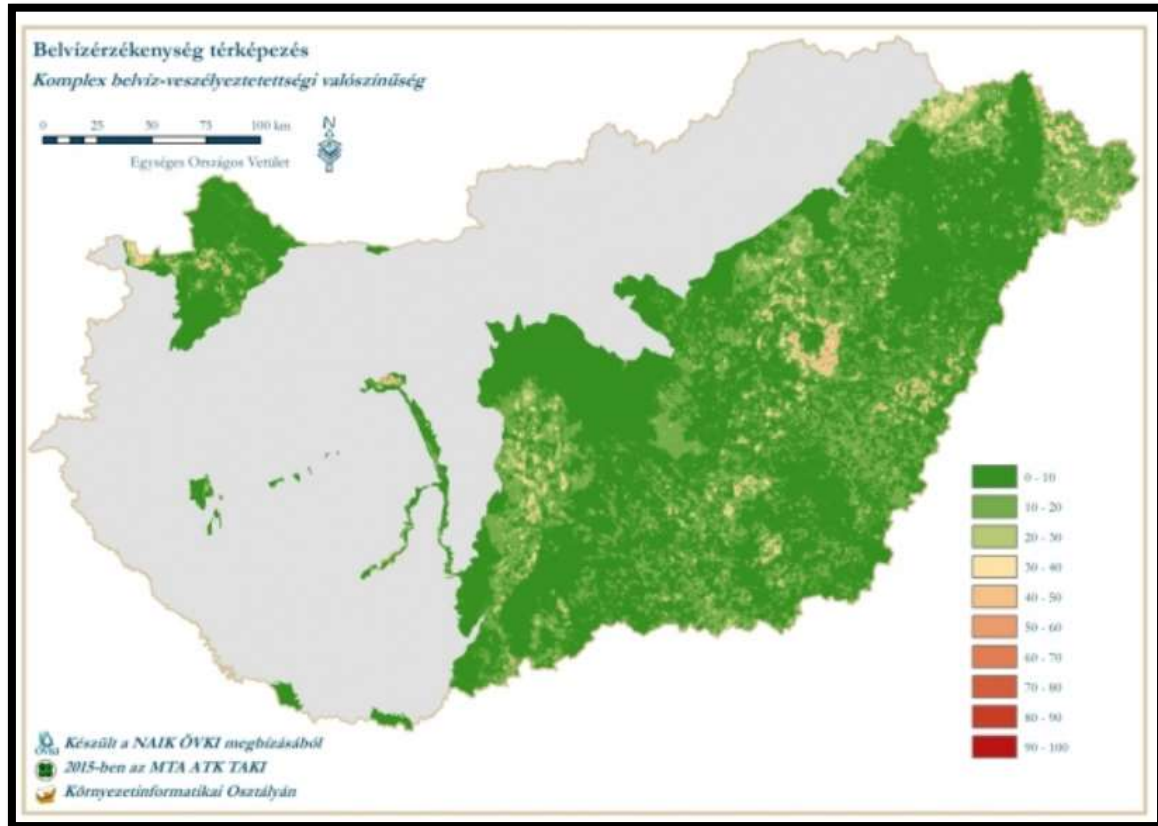 Belvízérzékenység térképezés
Komplex belvíz-veszélyeztetettségi valószínűség
0 25 50 75 100 km
N
Egységes Országos Vetület
0 - 10
10 - 20
20 - 30
30 - 40
40 - 50
50 - 60
60 - 70
70 - 80
80 - 90
90 - 100
ÖVKI
Készült a NAIK ÖVKI megbízásából
2015-ben az MTA ATK TAKI
Környezetinformatikai Osztályán